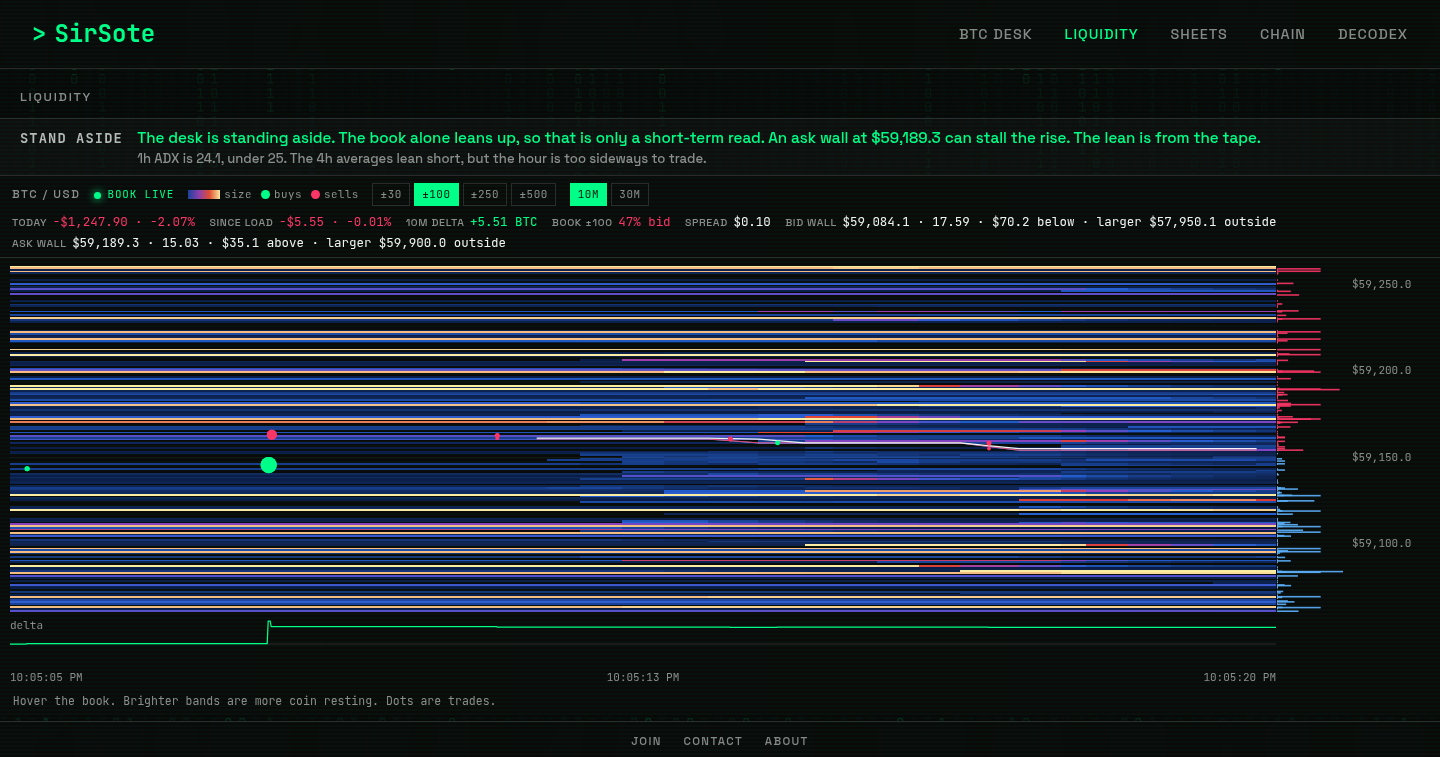 > SirSote
BTC DESK LIQUIDITY SHEETS CHAIN DECODEX
LIQUIDITY
STAND ASIDE The desk is standing aside. The book alone leans up, so that is only a short-term read. An ask wall at $59,189.3 can stall the rise. The lean is from the tape.
1h ADX is 24.1, under 25. The 4h averages lean short, but the hour is too sideways to trade.
BTC / USD BOOK LIVE size buys sells ±30 ±100 ±250 ±500 10M 30M
TODAY -$1,247.90 · -2.07% SINCE LOAD -$5.55 · -0.01% 10M DELTA +5.51 BTC BOOK ±100 47% bid SPREAD $0.10 BID WALL $59,084.1 · 17.59 · $70.2 below · larger $57,950.1 outside
ASK WALL $59,189.3 · 15.03 · $35.1 above · larger $59,900.0 outside
$59,250.0
$59,200.0
$59,150.0
$59,100.0
delta
10:05:05 PM 10:05:13 PM 10:05:20 PM
Hover the book. Brighter bands are more coin resting. Dots are trades.
JOIN CONTACT ABOUT